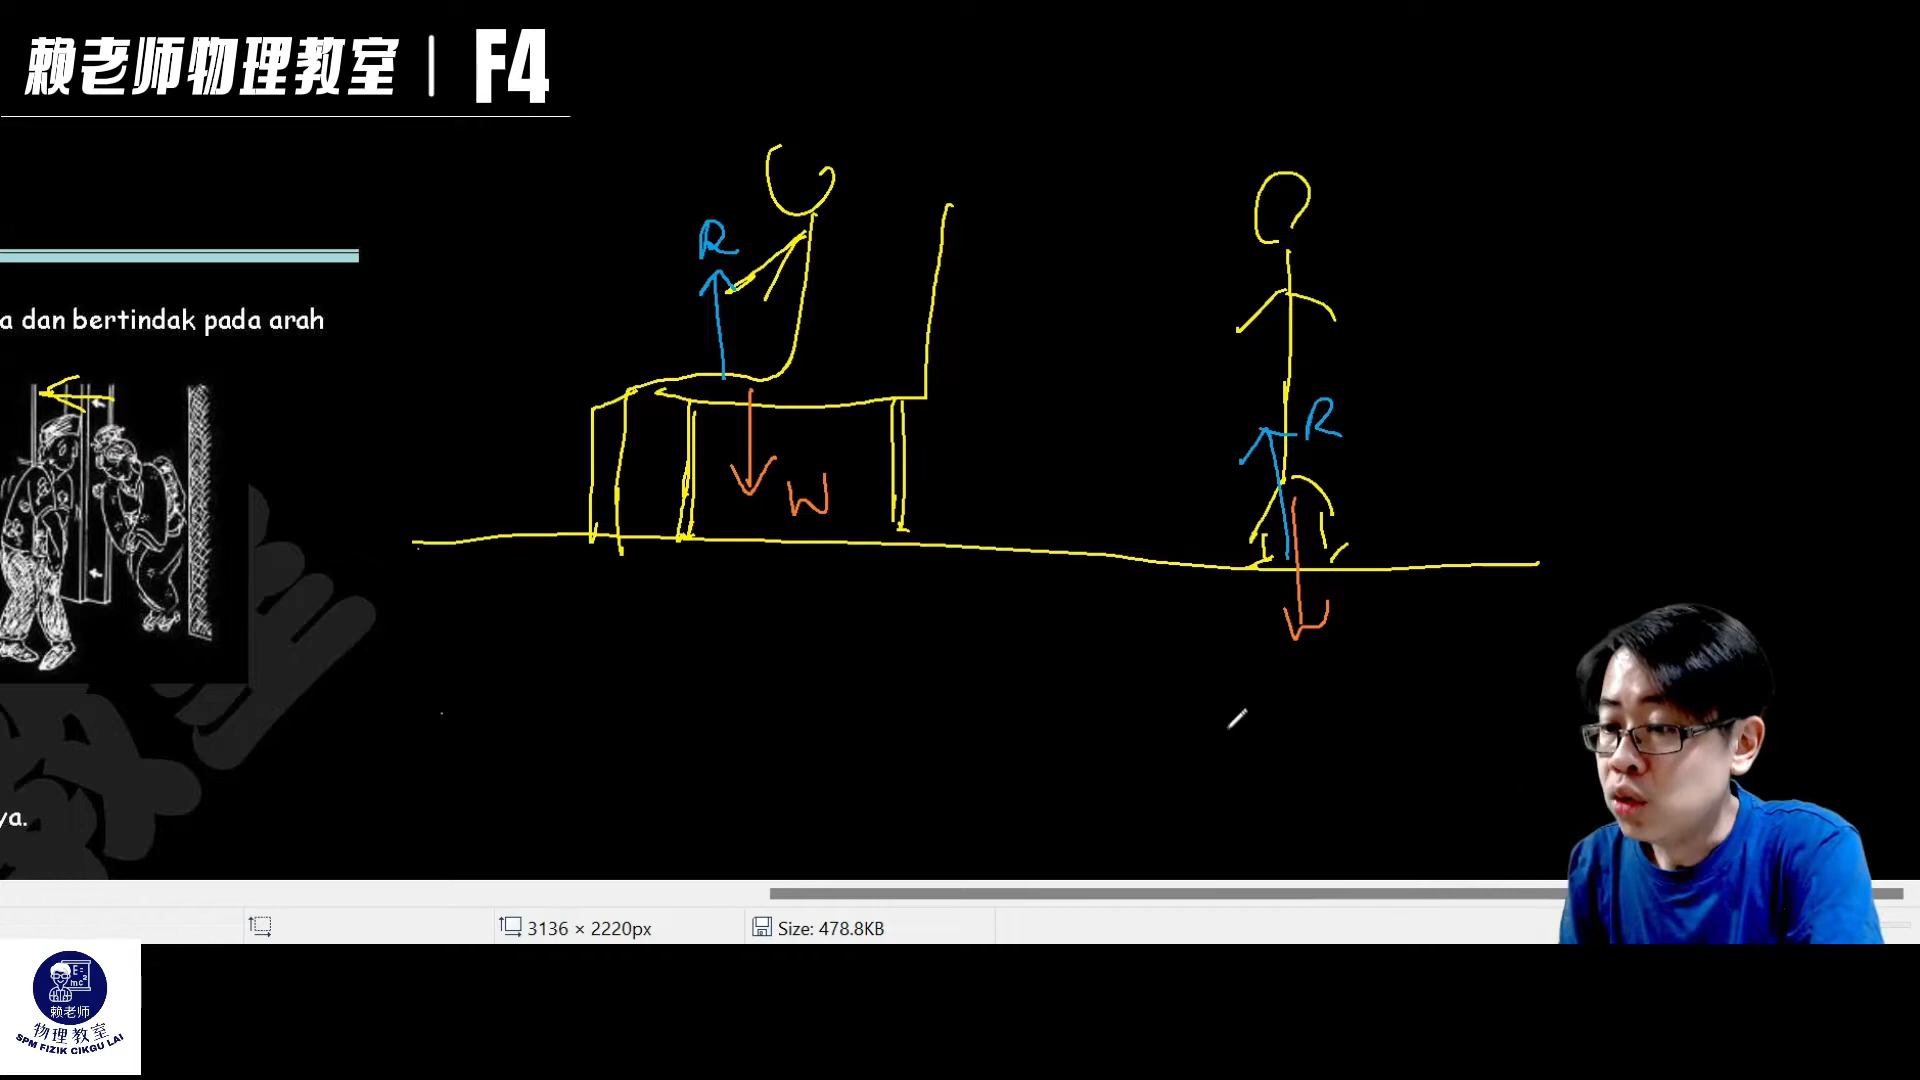 赖老师物理教室 | F4
R
R
W
a dan bertindak pada arah
ya.
3136 × 2220px
Size: 478.8KB
E=
mc²
赖老师
物理教室
SPM FIZIK CIKGU LAI